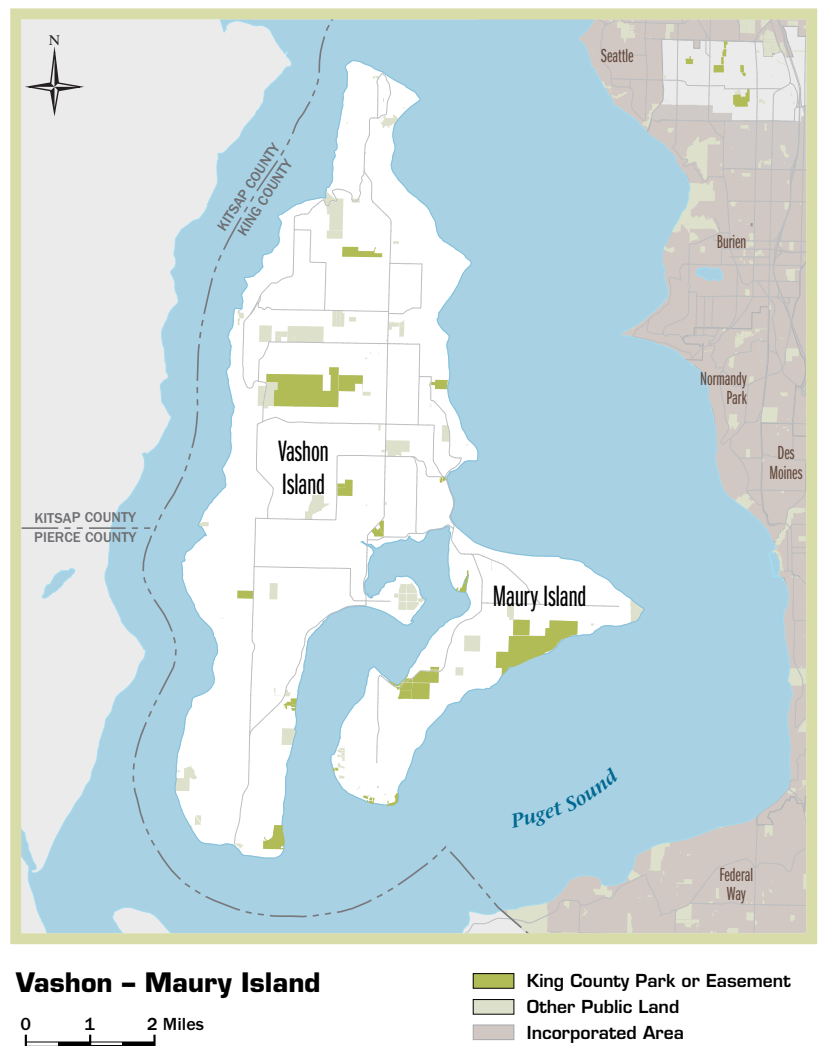 N
Seattle
KITSAP COUNTY
KING COUNTY
Burien
Normandy
Park
Vashon
Island
Des
Moines
KITSAP COUNTY
PIERCE COUNTY
Maury Island
Puget Sound
Federal
Way
Vashon – Maury Island
0 1 2 Miles
King County Park or Easement
Other Public Land
Incorporated Area